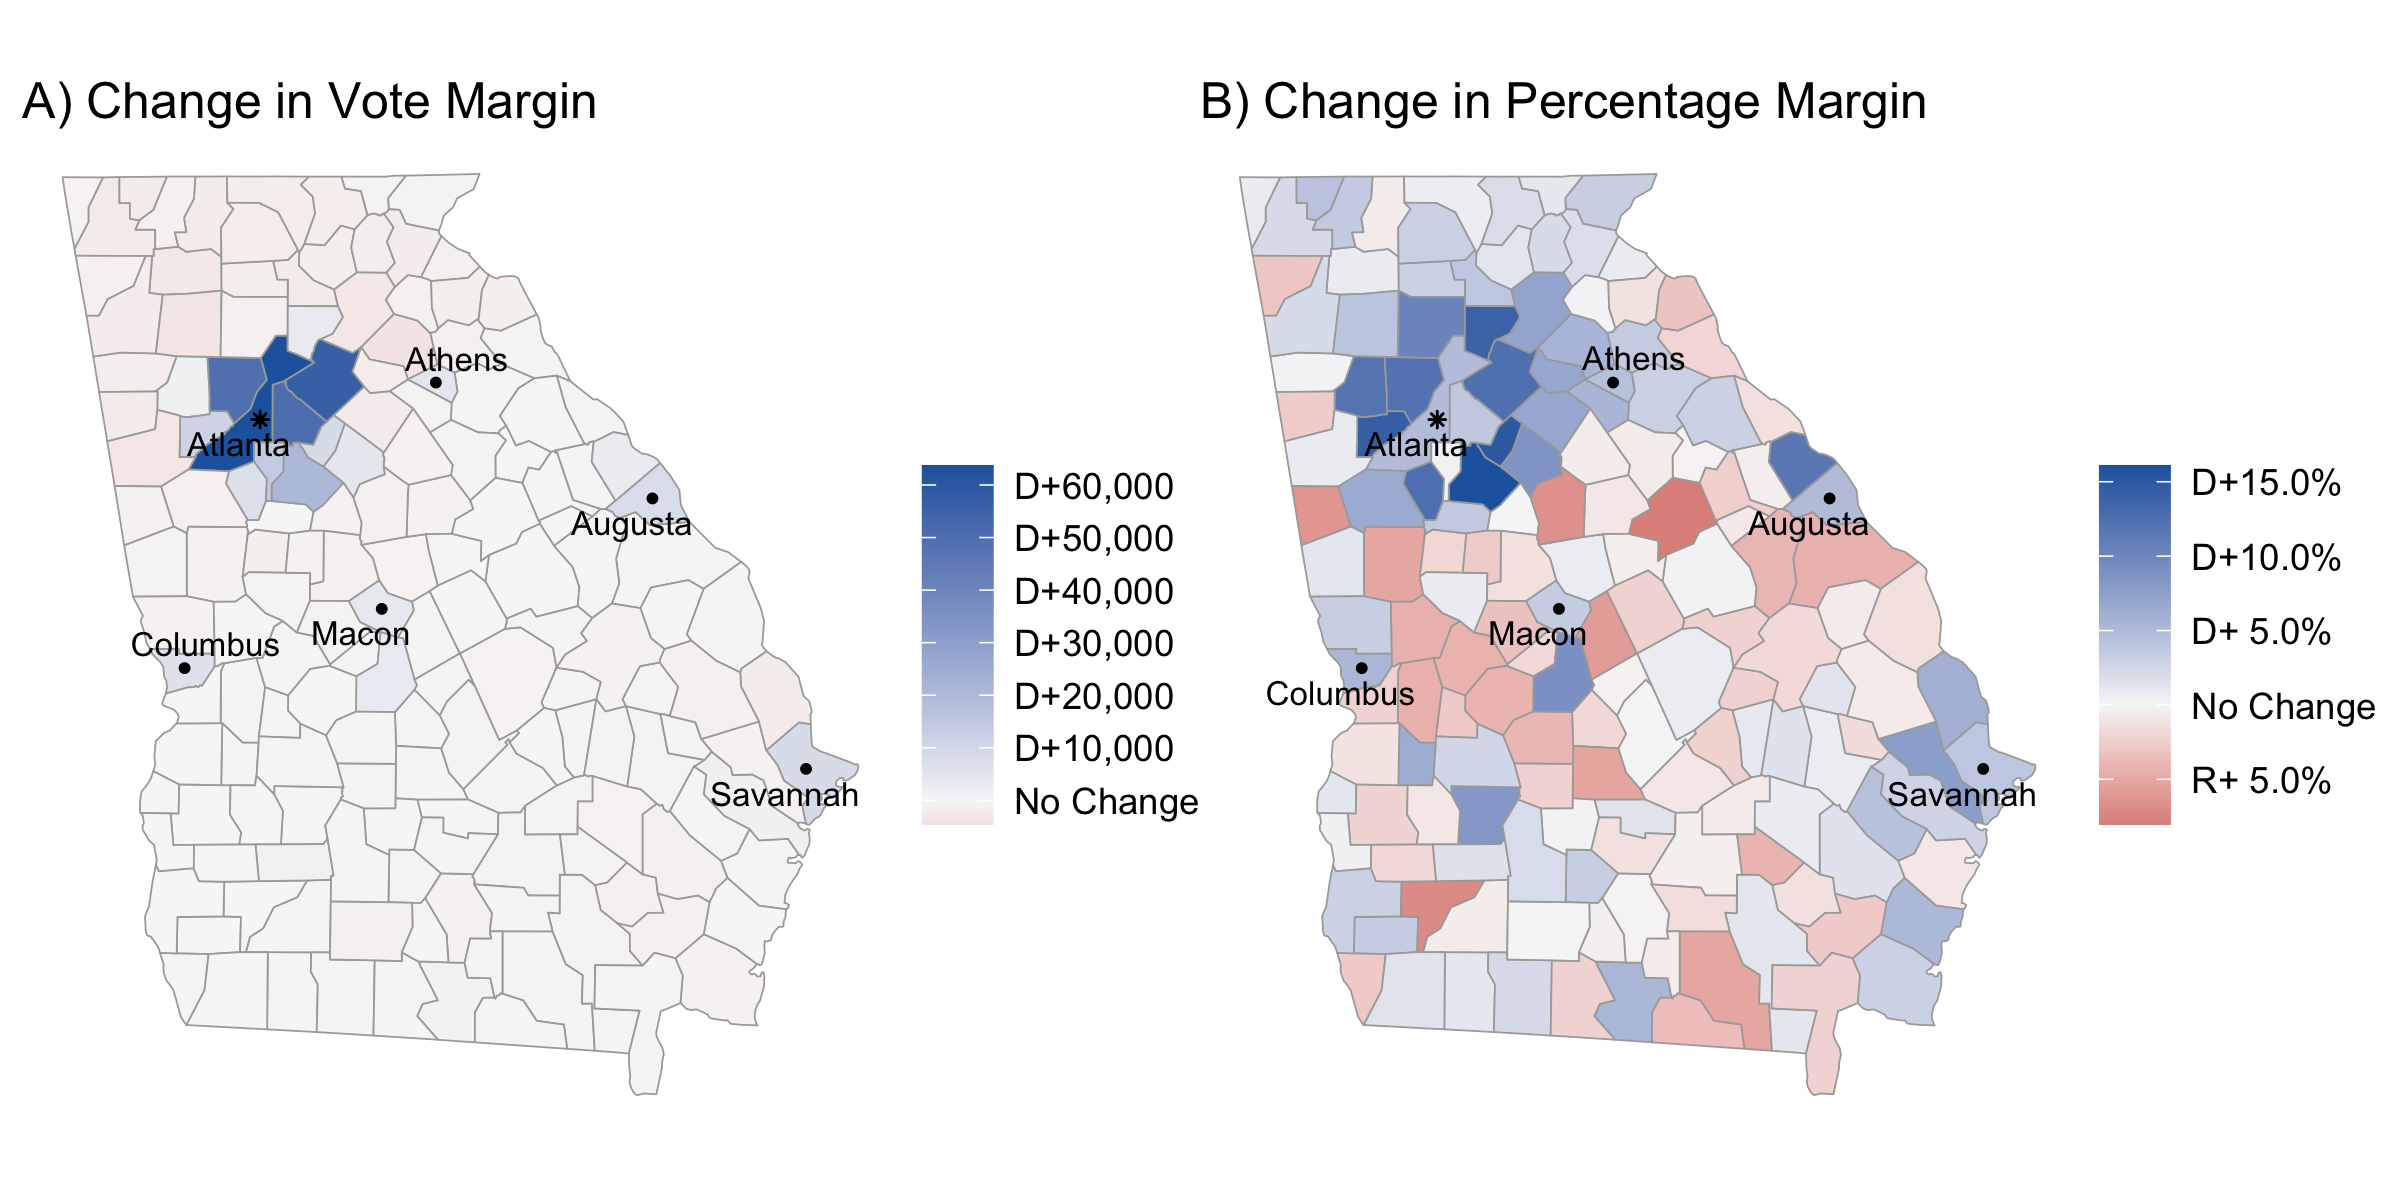 A) Change in Vote Margin
Athens
Atlanta
Augusta
Macon
Columbus
Savannah
D+60,000
D+50,000
D+40,000
D+30,000
D+20,000
D+10,000
No Change
B) Change in Percentage Margin
Athens
Atlanta
Augusta
Macon
Columbus
Savannah
D+15.0%
D+10.0%
D+ 5.0%
No Change
R+ 5.0%